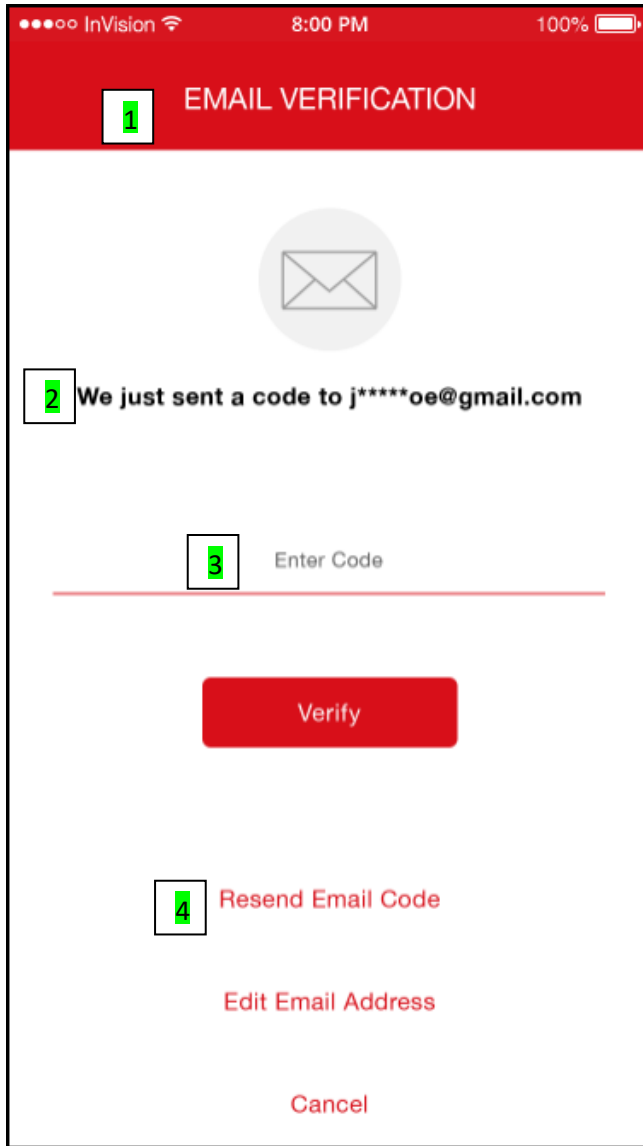 ●●●○○ InVision 8:00 PM 100%
1 EMAIL VERIFICATION
2 We just sent a code to j*****oe@gmail.com
3 Enter Code
Verify
4 Resend Email Code
Edit Email Address
Cancel